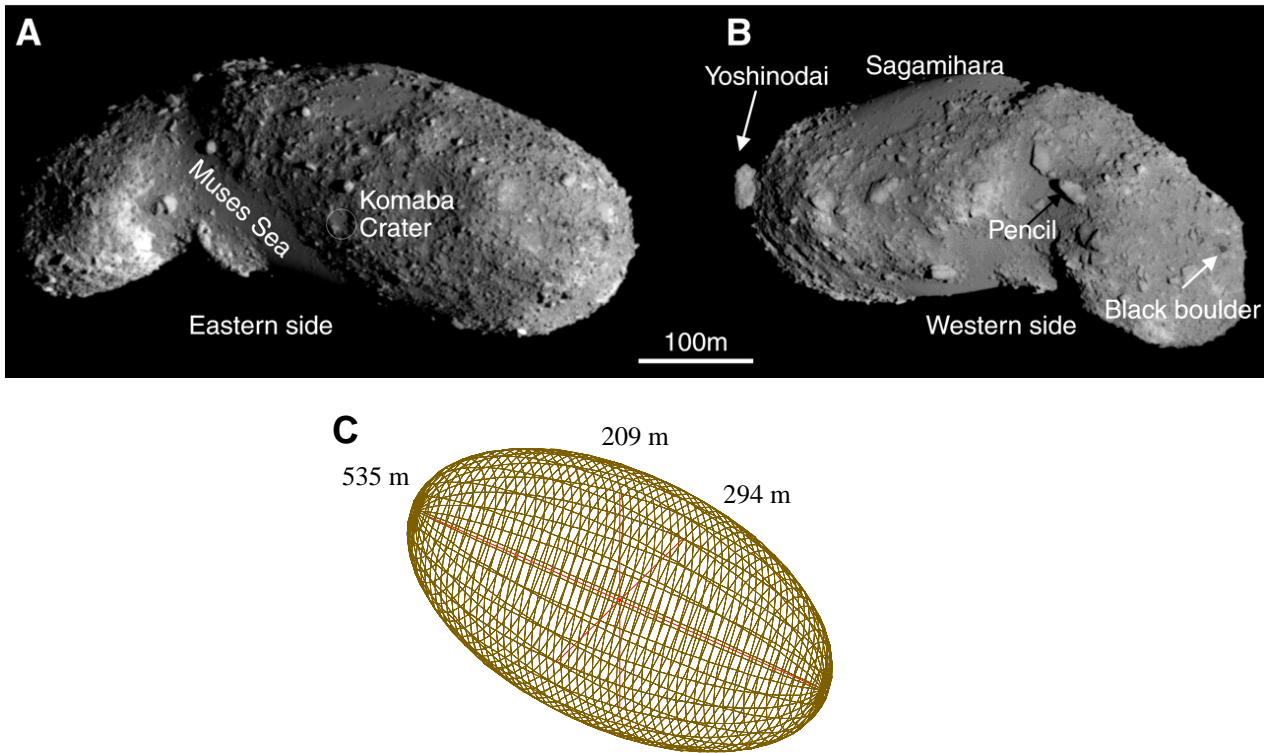 A
B
Yoshinodai
Sagamihara
Muses Sea
Komaba
Crater
Pencil
Black boulder
Eastern side
Western side
100m
C
209 m
535 m
294 m